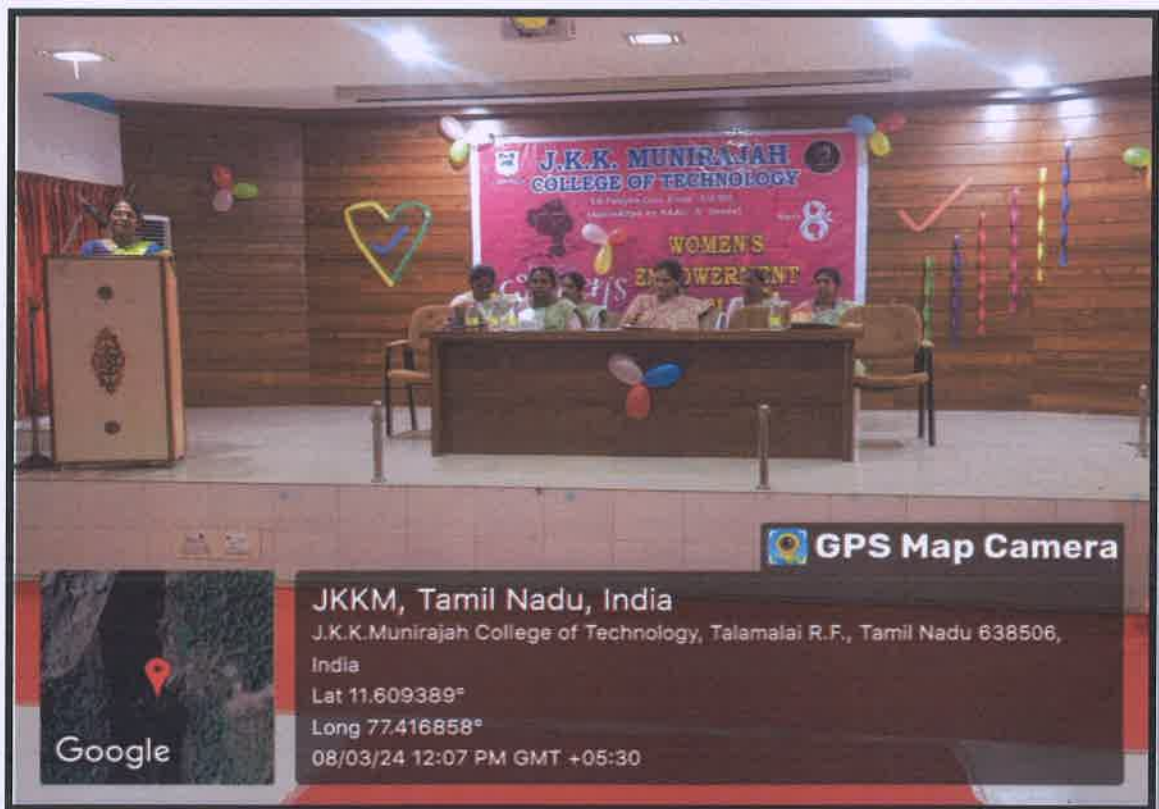 J.K.K. MUNIRAJAH
COLLEGE OF TECHNOLOGY
8
WOMEN'S
EMPOWERMENT
GPS Map Camera
JKKM, Tamil Nadu, India
J.K.K.Munirajah College of Technology, Talamalai R.F., Tamil Nadu 638506,
India
Lat 11.609389°
Long 77.416858°
08/03/24 12:07 PM GMT +05:30
Google